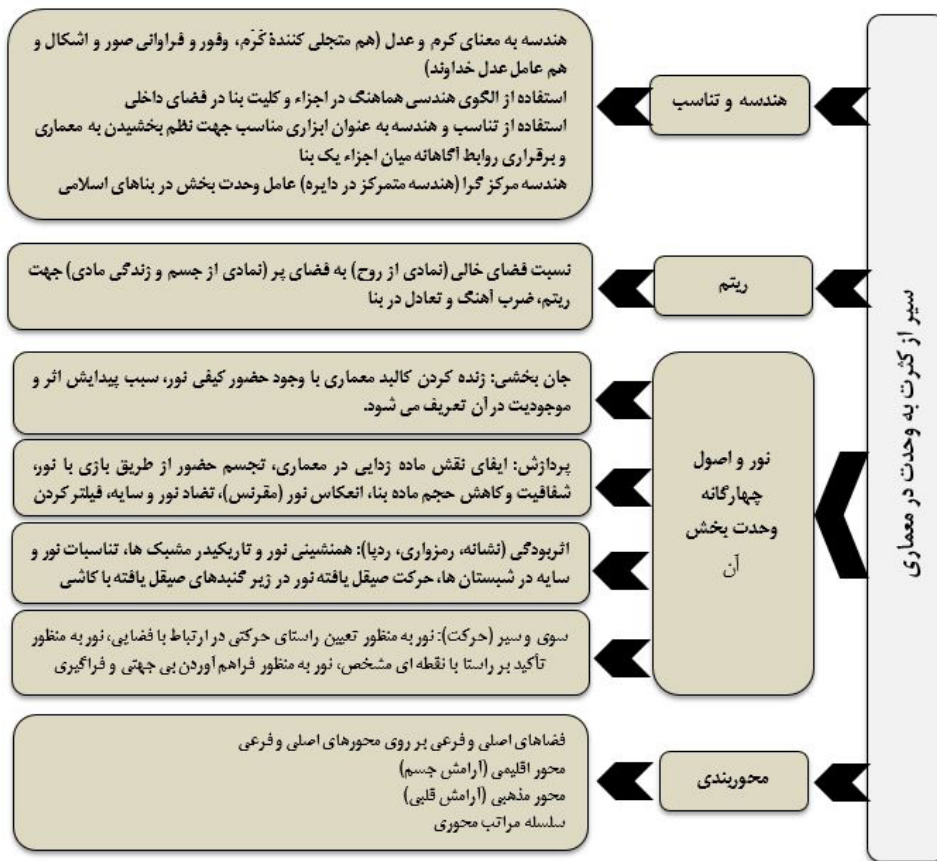 سیر از کثرت به وحدت در معماری
هندسه و تناسب
هندسه به معنای کرم و عدل (هم متجلی کنندهٔ کَرَم، وفور و فراوانی صور و اشکال و
هم عامل عدل خداوند)
استفاده از الگوی هندسی هماهنگ در اجزاء و کلیت بنا در فضای داخلی
استفاده از تناسب و هندسه به عنوان ابزاری مناسب جهت نظم بخشیدن به معماری
و برقراری روابط آگاهانه میان اجزاء یک بنا
هندسه مرکز گرا (هندسه متمرکز در دایره) عامل وحدت بخش در بناهای اسلامی
ریتم
نسبت فضای خالی (نمادی از روح) به فضای پر (نمادی از جسم و زندگی مادی) جهت
ریتم، ضرب آهنگ و تعادل در بنا
نور و اصول
چهارگانه
وحدت بخش
آن
جان بخشی: زنده کردن کالبد معماری با وجود حضور کیفی نور، سبب پیدایش اثر و
موجودیت در آن تعریف می شود.
پردازش: ایفای نقش ماده زدایی در معماری، تجسم حضور از طریق بازی با نور،
شفافیت و کاهش حجم ماده بنا، انعکاس نور (مقرنس)، تضاد نور و سایه، فیلتر کردن
اثربودگی (نشانه، رمزواری، ردپا): همنشینی نور و تاریکیدر مشبک ها، تناسبات نور و
سایه در شبستان ها، حرکت صیقل یافته نور در زیر گنبدهای صیقل یافته با کاشی
سوی و سیر (حرکت): نور به منظور تعیین راستای حرکتی در ارتباط با فضایی، نور به منظور
تأکید بر راستا با نقطه ای مشخص، نور به منظور فراهم آوردن بی جهتی و فراگیری
محوربندی
فضاهای اصلی و فرعی بر روی محورهای اصلی و فرعی
محور اقلیمی (آرامش جسم)
محور مذهبی (آرامش قلبی)
سلسله مراتب محوری